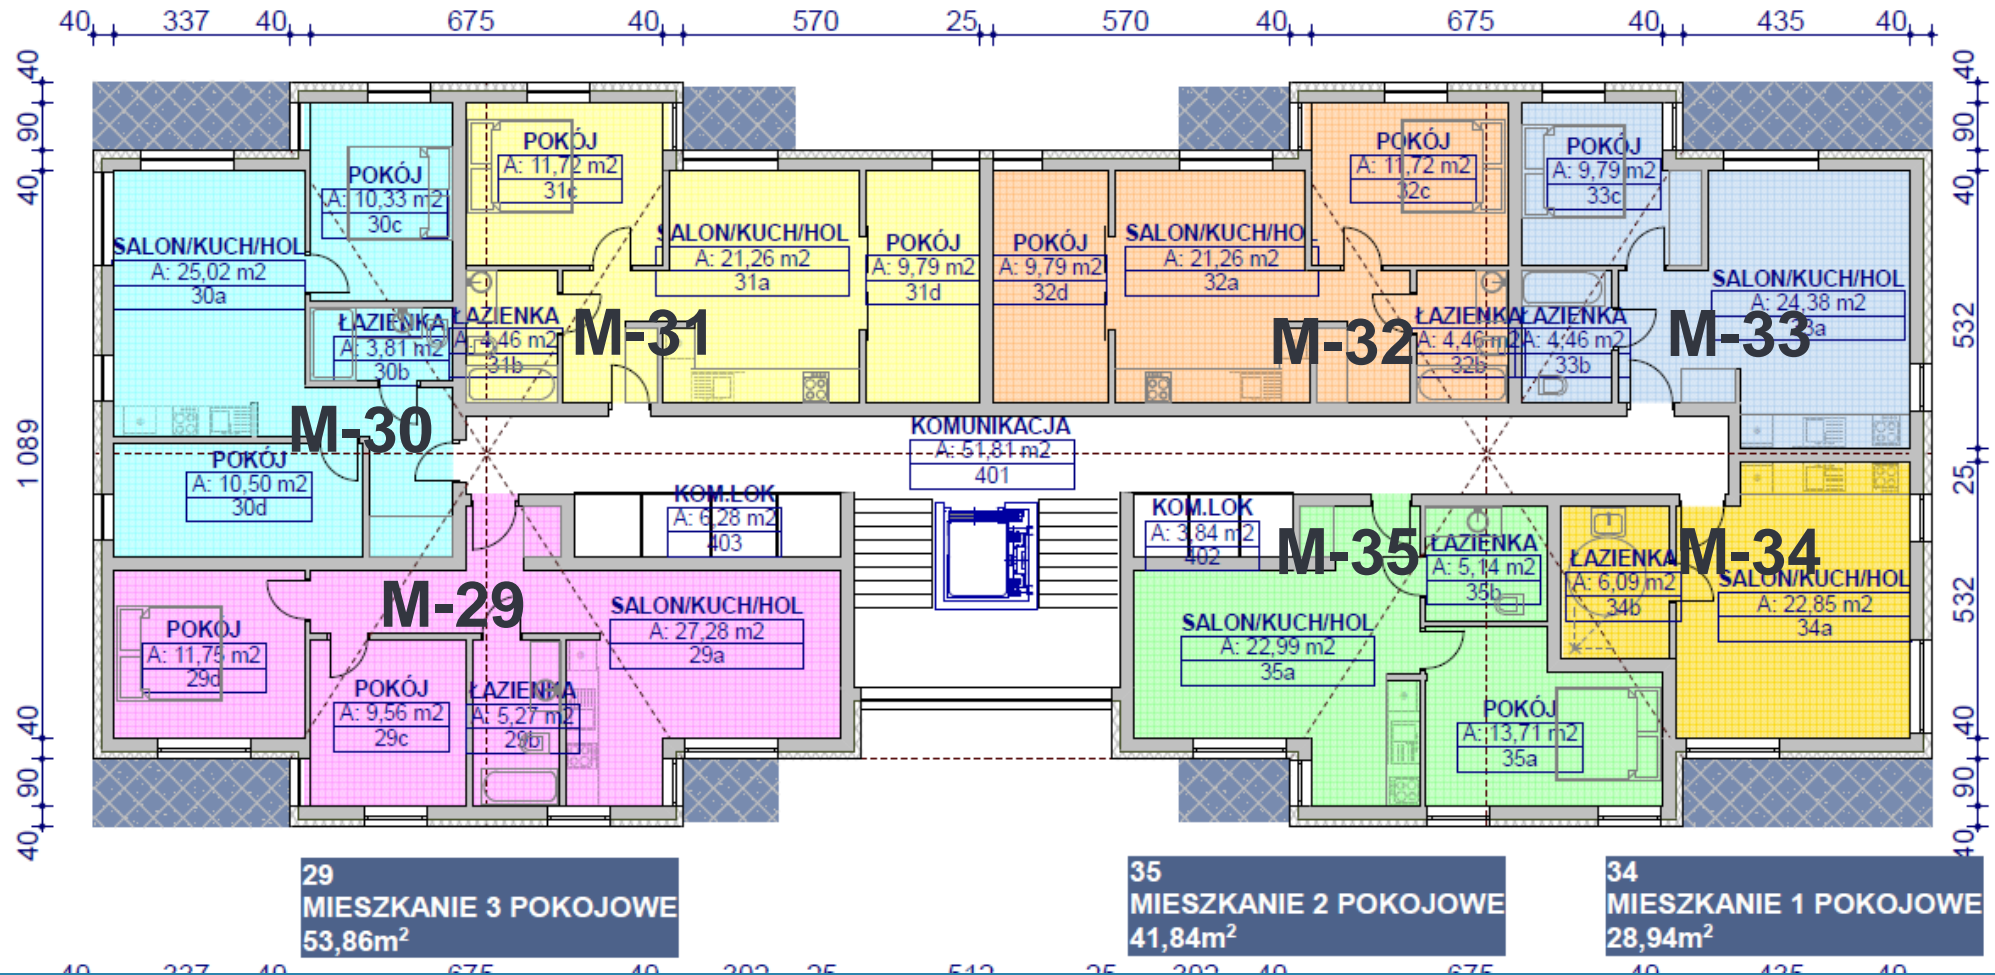 40 337 40 675 40 570 25 570 40 675 40 435 40
40
90
40
1 089
40
90
40
40
90
40
532
25
532
40
90
40
POKÓJ
A: 10,33 m2
30c
SALON/KUCH/HOL
A: 25,02 m2
30a
ŁAZIENKA
A: 3,81 m2
30b
M-30
POKÓJ
A: 10,50 m2
30d
POKÓJ
A: 11,72 m2
31c
SALON/KUCH/HOL
A: 21,26 m2
31a
POKÓJ
A: 9,79 m2
31d
ŁAZIENKA
A: 4,46 m2
31b
M-31
POKÓJ
A: 9,79 m2
32d
SALON/KUCH/HO
A: 21,26 m2
32a
POKÓJ
A: 11,72 m2
32c
M-32
ŁAZIENKA
A: 4,46 m2
32b
POKÓJ
A: 9,79 m2
33c
ŁAZIENKA
A: 4,46 m2
33b
SALON/KUCH/HOL
A: 24,38 m2
33a
M-33
KOMUNIKACJA
A: 51,81 m2
401
KOM.LOK
A: 6,28 m2
403
KOM.LOK
A: 3,84 m2
402
M-29
SALON/KUCH/HOL
A: 27,28 m2
29a
POKÓJ
A: 11,75 m2
29d
POKÓJ
A: 9,56 m2
29c
ŁAZIENKA
A: 5,27 m2
29b
M-35
ŁAZIENKA
A: 5,14 m2
35b
SALON/KUCH/HOL
A: 22,99 m2
35a
POKÓJ
A: 13,71 m2
35a
M-34
ŁAZIENKA
A: 6,09 m2
34b
SALON/KUCH/HOL
A: 22,85 m2
34a
29
MIESZKANIE 3 POKOJOWE
53,86m²
35
MIESZKANIE 2 POKOJOWE
41,84m²
34
MIESZKANIE 1 POKOJOWE
28,94m²